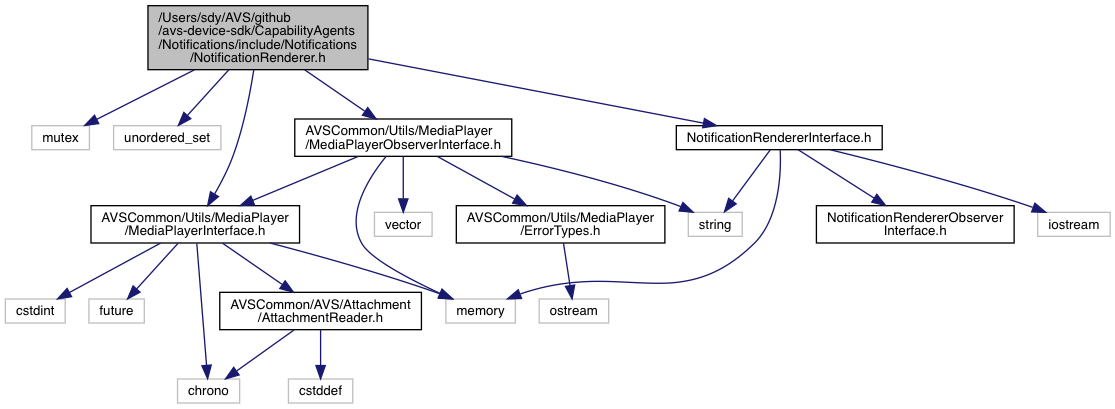 /Users/sdy/AVS/github
/avs-device-sdk/CapabilityAgents
/Notifications/include/Notifications
/NotificationRenderer.h
mutex
unordered_set
AVSCommon/Utils/MediaPlayer
/MediaPlayerObserverInterface.h
NotificationRendererInterface.h
AVSCommon/Utils/MediaPlayer
/MediaPlayerInterface.h
vector
AVSCommon/Utils/MediaPlayer
/ErrorTypes.h
string
NotificationRendererObserver
Interface.h
iostream
cstdint
future
AVSCommon/AVS/Attachment
/AttachmentReader.h
memory
ostream
chrono
cstddef